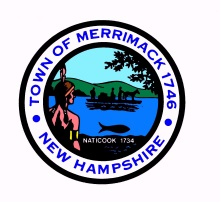 TOWN OF MERRIMACK 1746
NATICOOK 1734
NEW HAMPSHIRE